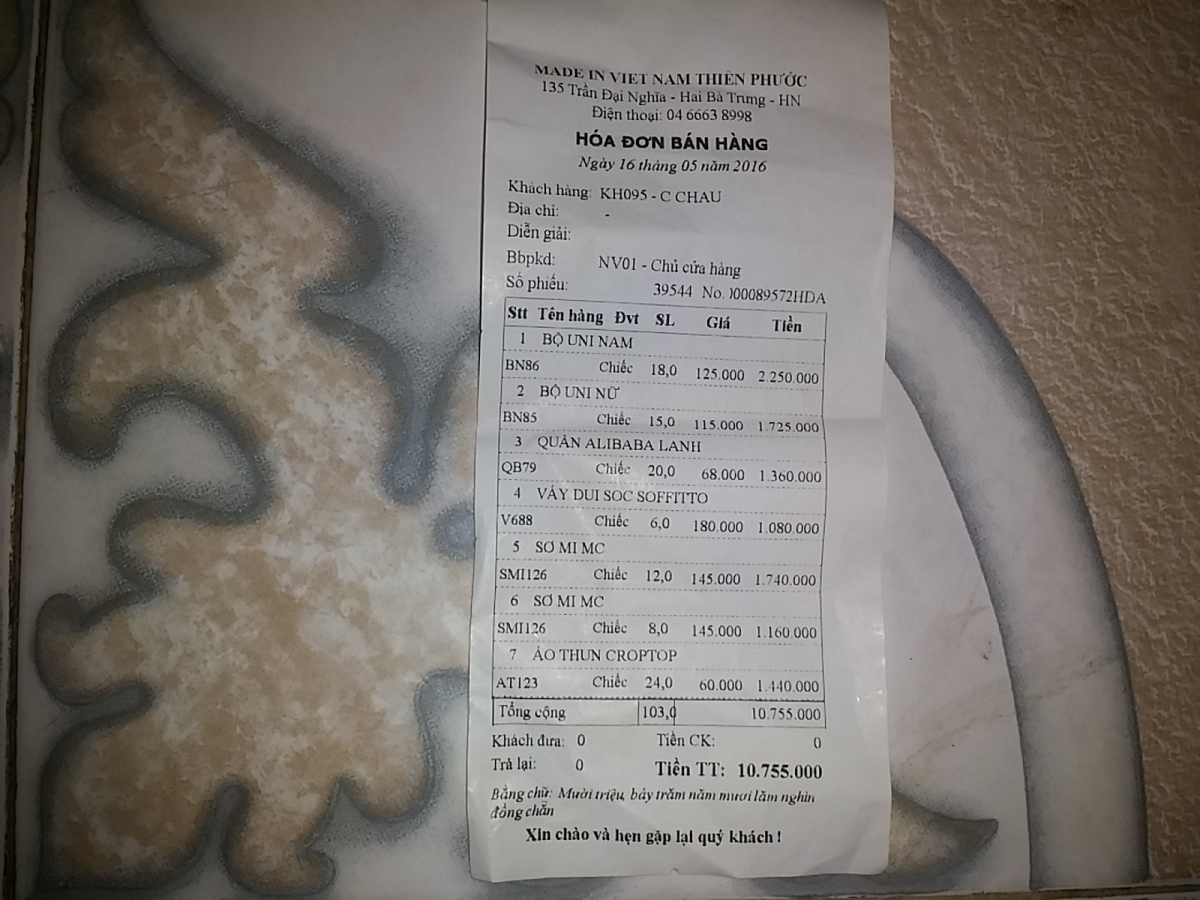 MADE IN VIET NAM THIÊN PHƯỚC
135 Trần Đại Nghĩa - Hai Bà Trưng - HN
Điện thoại: 04 6663 8998
HÓA ĐƠN BÁN HÀNG
Ngày 16 tháng 05 năm 2016
Khách hàng: KH095 - C CHAU
Địa chỉ: -
Diễn giải:
Bbpkd: NV01 - Chủ cửa hàng
Số phiếu: 39544 No. 00089572HDA
Stt Tên hàng Đvt SL Giá Tiền
1 BỘ UNI NAM
BN86 Chiếc 18,0 125.000 2.250.000
2 BỘ UNI NỮ
BN85 Chiếc 15,0 115.000 1.725.000
3 QUẦN ALIBABA LANH
QB79 Chiếc 20,0 68.000 1.360.000
4 VÁY DUI SOC SOFFITTO
V688 Chiếc 6,0 180.000 1.080.000
5 SƠ MI MC
SMI126 Chiếc 12,0 145.000 1.740.000
6 SƠ MI MC
SMI126 Chiếc 8,0 145.000 1.160.000
7 ÁO THUN CROPTOP
AT123 Chiếc 24,0 60.000 1.440.000
Tổng cộng 103,0 10.755.000
Khách đưa: 0 Tiền CK: 0
Trả lại: 0 Tiền TT: 10.755.000
Bằng chữ: Mười triệu, bảy trăm năm mươi lăm nghìn
đồng chẵn
Xin chào và hẹn gặp lại quý khách !